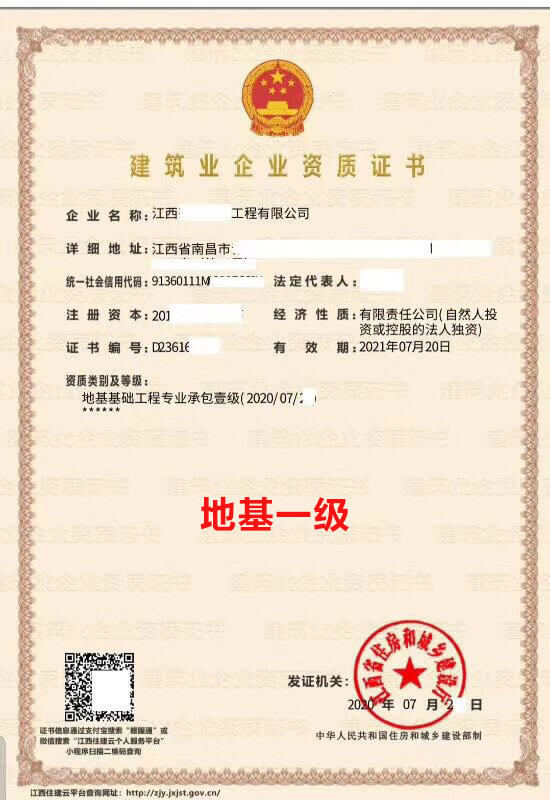 建筑业企业资质证书
企业名称:江西 工程有限公司
详细地址:江西省南昌市
统一社会信用代码:91360111M 法定代表人:
注册资本:201 经济性质:有限责任公司(自然人投
资或控股的法人独资)
证书编号:D23616 有效期:2021年07月20日
资质类别及等级:
地基基础工程专业承包壹级(2020/07/2 )
******
地基一级
江西省住房和城乡建设厅
发证机关:
2020 年 07 月 2 日
中华人民共和国住房和城乡建设部制
证书信息通过支付宝搜索“赣服通”或
微信搜索“江西住建云个人服务平台”
小程序扫描二维码查询
江西住建云平台查询网址: http://zjy.jxjst.gov.cn/